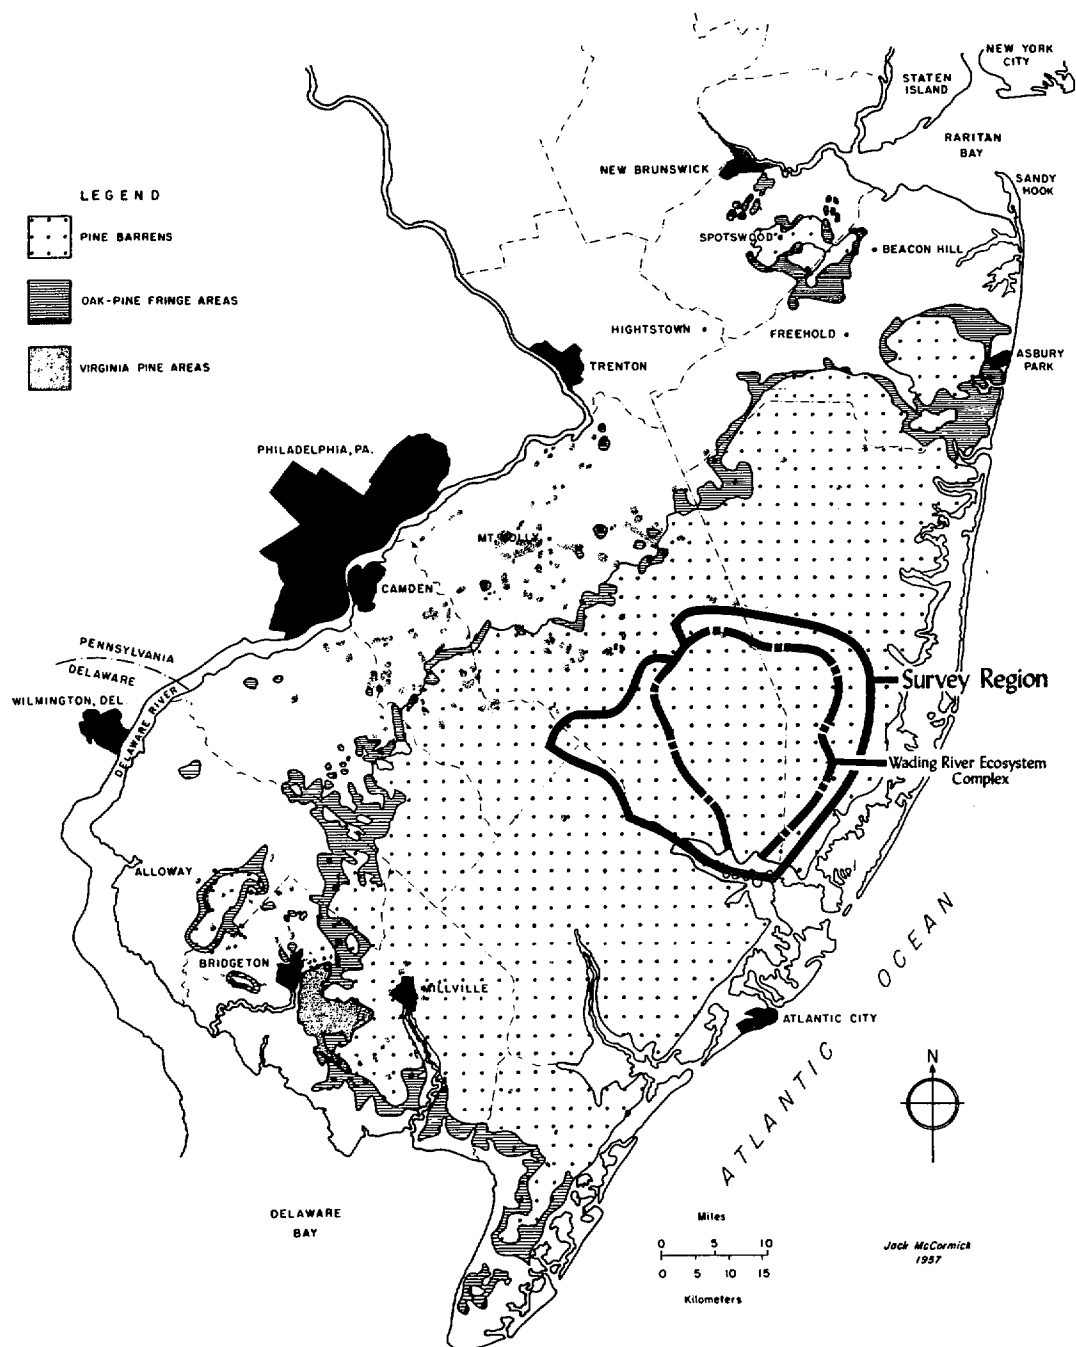 NEW YORK
CITY
STATEN
ISLAND
RARITAN
BAY
NEW BRUNSWICK
SANDY
HOOK
LEGEND
PINE BARRENS
SPOTSWOOD
BEACON HILL
OAK-PINE FRINGE AREAS
HIGHTSTOWN
FREEHOLD
VIRGINIA PINE AREAS
TRENTON
ASBURY
PARK
PHILADELPHIA, PA.
MT. HOLLY
CAMDEN
PENNSYLVANIA
DELAWARE
WILMINGTON, DEL.
DELAWARE RIVER
Survey Region
Wading River Ecosystem
Complex
ALLOWAY
BRIDGETON
MILLVILLE
ATLANTIC CITY
ATLANTIC OCEAN
N
DELAWARE
BAY
Miles
0 5 10
0 5 10 15
Kilometers
Jack McCormick
1957